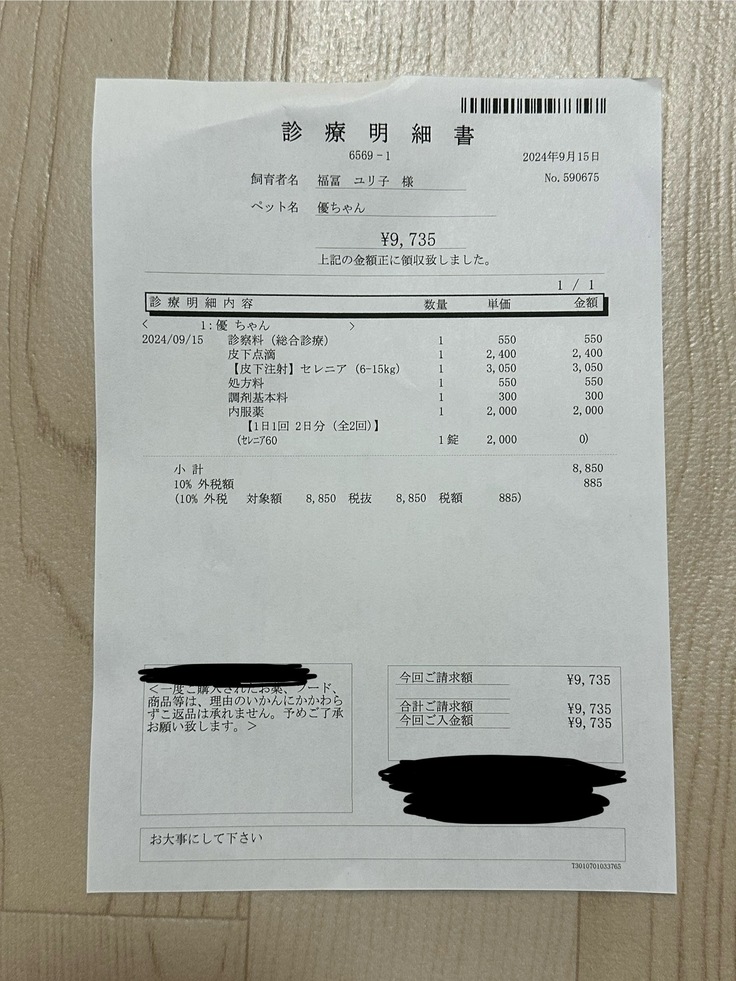 診 療 明 細 書
6569-1
2024年9月15日
飼育者名 福冨 ユリ子 様
No.590675
ペット名 優ちゃん
¥9,735
上記の金額正に領収致しました。
1 / 1
診 療 明 細 内 容 数量 単価 金額
< 1:優 ちゃん >
2024/09/15 診察料(総合診療) 1 550 550
皮下点滴 1 2,400 2,400
【皮下注射】セレニア (6-15kg) 1 3,050 3,050
処方料 1 550 550
調剤基本料 1 300 300
内服薬 1 2,000 2,000
【1日1回 2日分 (全2回)】
(セレニア60 1錠 2,000 0)
小 計 8,850
10% 外税額 885
(10% 外税 対象額 8,850 税抜 8,850 税額 885)
<一度ご購入されたお薬、フード、
商品等は、理由のいかんにかかわら
ずご返品は承れません。予めご了承
お願い致します。>
今回ご請求額 ¥9,735
合計ご請求額 ¥9,735
今回ご入金額 ¥9,735
お大事にして下さい
T3010701033765